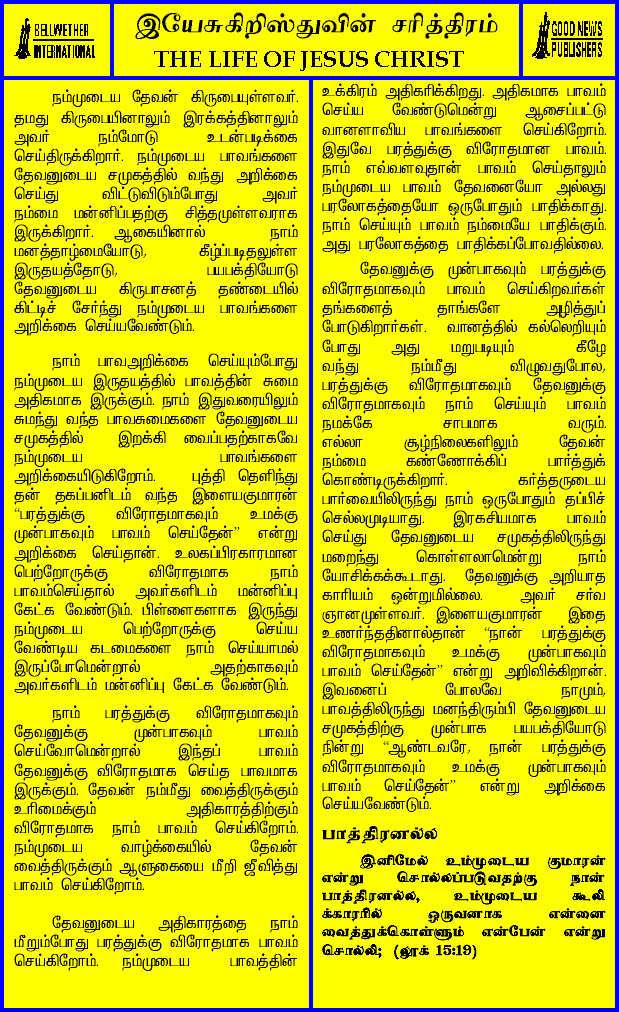 BELLWETHER
INTERNATIONAL
இயேசுகிறிஸ்துவின் சரித்திரம்
THE LIFE OF JESUS CHRIST
GOOD NEWS
PUBLISHERS
நம்முடைய தேவன் கிருபையுள்ளவர்.
தமது கிருபையினாலும் இரக்கத்தினாலும்
அவர் நம்மோடு உடன்படிக்கை
செய்திருக்கிறார். நம்முடைய பாவங்களை
தேவனுடைய சமுகத்தில் வந்து அறிக்கை
செய்து விட்டுவிடும்போது அவர்
நம்மை மன்னிப்பதற்கு சித்தமுள்ளவராக
இருக்கிறார். ஆகையினால் நாம்
மனத்தாழ்மையோடு, கீழ்ப்படிதலுள்ள
இருதயத்தோடு, பயபக்தியோடு
தேவனுடைய கிருபாசனத் தண்டையில்
கிட்டிச் சேர்ந்து நம்முடைய பாவங்களை
அறிக்கை செய்யவேண்டும்.
நாம் பாவஅறிக்கை செய்யும்போது
நம்முடைய இருதயத்தில் பாவத்தின் சுமை
அதிகமாக இருக்கும். நாம் இதுவரையிலும்
சுமந்து வந்த பாவசுமைகளை தேவனுடைய
சமுகத்தில் இறக்கி வைப்பதற்காகவே
நம்முடைய பாவங்களை
அறிக்கையிடுகிறோம். புத்தி தெளிந்து
தன் தகப்பனிடம் வந்த இளையகுமாரன்
“பரத்துக்கு விரோதமாகவும் உமக்கு
முன்பாகவும் பாவம் செய்தேன்” என்று
அறிக்கை செய்தான். உலகப்பிரகாரமான
பெற்றோருக்கு விரோதமாக நாம்
பாவம்செய்தால் அவர்களிடம் மன்னிப்பு
கேட்க வேண்டும். பிள்ளைகளாக இருந்து
நம்முடைய பெற்றோருக்கு செய்ய
வேண்டிய கடமைகளை நாம் செய்யாமல்
இருப்போமென்றால் அதற்காகவும்
அவர்களிடம் மன்னிப்பு கேட்க வேண்டும்.
நாம் பரத்துக்கு விரோதமாகவும்
தேவனுக்கு முன்பாகவும் பாவம்
செய்வோமென்றால் இந்தப் பாவம்
தேவனுக்கு விரோதமாக செய்த பாவமாக
இருக்கும். தேவன் நம்மீது வைத்திருக்கும்
உரிமைக்கும் அதிகாரத்திற்கும்
விரோதமாக நாம் பாவம் செய்கிறோம்.
நம்முடைய வாழ்க்கையில் தேவன்
வைத்திருக்கும் ஆளுகையை மீறி ஜீவித்து
பாவம் செய்கிறோம்.
தேவனுடைய அதிகாரத்தை நாம்
மீறும்போது பரத்துக்கு விரோதமாக பாவம்
செய்கிறோம். நம்முடைய பாவத்தின்
உக்கிரம் அதிகரிக்கிறது. அதிகமாக பாவம்
செய்ய வேண்டுமென்று ஆசைப்பட்டு
வானளாவிய பாவங்களை செய்கிறோம்.
இதுவே பரத்துக்கு விரோதமான பாவம்.
நாம் எவ்வளவுதான் பாவம் செய்தாலும்
நம்முடைய பாவம் தேவனையோ அல்லது
பரலோகத்தையோ ஒருபோதும் பாதிக்காது.
நாம் செய்யும் பாவம் நம்மையே பாதிக்கும்.
அது பரலோகத்தை பாதிக்கப்போவதில்லை.
தேவனுக்கு முன்பாகவும் பரத்துக்கு
விரோதமாகவும் பாவம் செய்கிறவர்கள்
தங்களைத் தாங்களே அழித்துப்
போடுகிறார்கள். வானத்தில் கல்லெறியும்
போது அது மறுபடியும் கீழே
வந்து நம்மீது விழுவதுபோல,
பரத்துக்கு விரோதமாகவும் தேவனுக்கு
விரோதமாகவும் நாம் செய்யும் பாவம்
நமக்கே சாபமாக வரும்.
எல்லா சூழ்நிலைகளிலும் தேவன்
நம்மை கண்ணோக்கிப் பார்த்துக்
கொண்டிருக்கிறார். கர்த்தருடைய
பார்வையிலிருந்து நாம் ஒருபோதும் தப்பிச்
செல்லமுடியாது. இரகசியமாக பாவம்
செய்து தேவனுடைய சமுகத்திலிருந்து
மறைந்து கொள்ளலாமென்று நாம்
யோசிக்கக்கூடாது. தேவனுக்கு அறியாத
காரியம் ஒன்றுமில்லை. அவர் சர்வ
ஞானமுள்ளவர். இளையகுமாரன் இதை
உணர்ந்ததினால்தான் “நான் பரத்துக்கு
விரோதமாகவும் உமக்கு முன்பாகவும்
பாவம் செய்தேன்” என்று அறிவிக்கிறான்.
இவனைப் போலவே நாமும்,
பாவத்திலிருந்து மனந்திரும்பி தேவனுடைய
சமுகத்திற்கு முன்பாக பயபக்தியோடு
நின்று “ஆண்டவரே, நான் பரத்துக்கு
விரோதமாகவும் உமக்கு முன்பாகவும்
பாவம் செய்தேன்” என்று அறிக்கை
செய்யவேண்டும்.
பாத்திரனல்ல
இனிமேல் உம்முடைய குமாரன்
என்று சொல்லப்படுவதற்கு நான்
பாத்திரனல்ல, உம்முடைய கூலி
க்காரரில் ஒருவனாக என்னை
வைத்துக்கொள்ளும் என்பேன் என்று
சொல்லி; (லூக் 15:19)